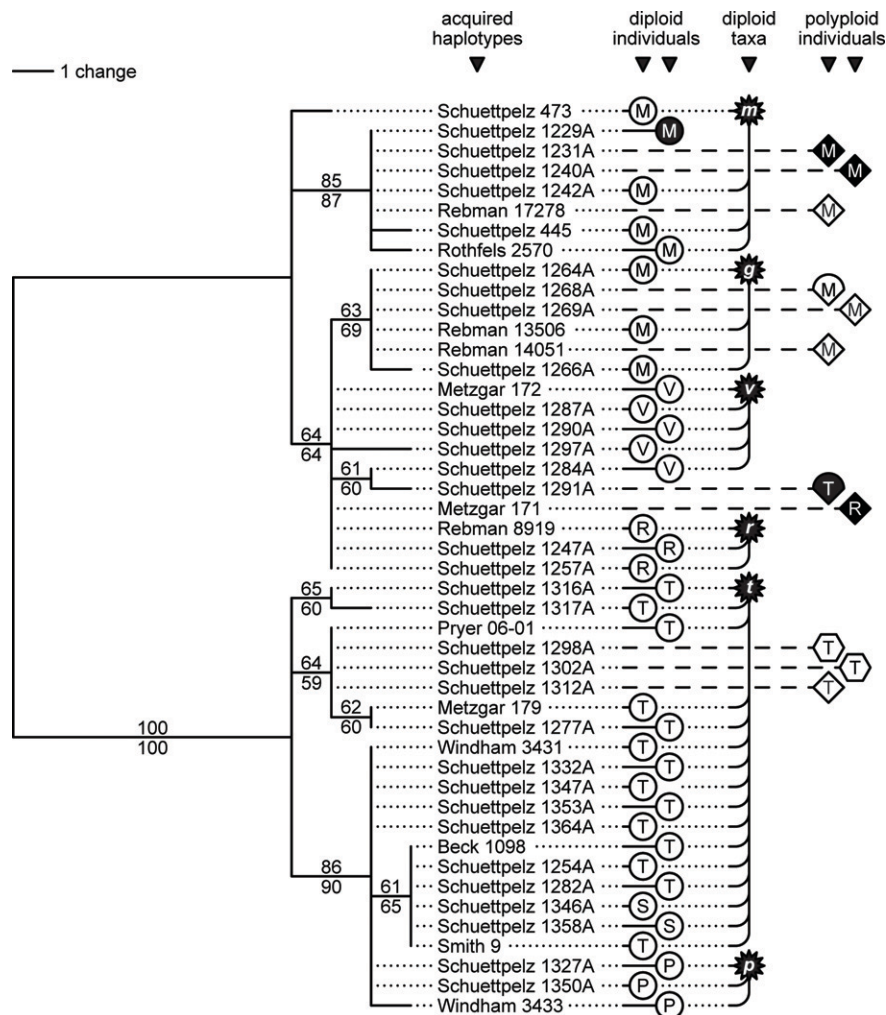 acquired haplotypes diploid individuals diploid taxa polyploid individuals
1 change
Schuettpelz 473 M m
Schuettpelz 1229A M
Schuettpelz 1231A M
Schuettpelz 1240A M
85
87
Schuettpelz 1242A M
Rebman 17278 M
Schuettpelz 445 M
Rothfels 2570 M
Schuettpelz 1264A M g
Schuettpelz 1268A M
Schuettpelz 1269A M
63
69
Rebman 13506 M
Rebman 14051 M
Schuettpelz 1266A M
Metzgar 172 V v
Schuettpelz 1287A V
Schuettpelz 1290A V
64
64
Schuettpelz 1297A V
Schuettpelz 1284A V
61
60
Schuettpelz 1291A T
Metzgar 171 R
Rebman 8919 R r
Schuettpelz 1247A R
Schuettpelz 1257A R
Schuettpelz 1316A T t
65
60
Schuettpelz 1317A T
Pryer 06-01 T
Schuettpelz 1298A T
Schuettpelz 1302A T
64
59
Schuettpelz 1312A T
Metzgar 179 T
62
60
Schuettpelz 1277A T
100
100
Windham 3431 T
Schuettpelz 1332A T
Schuettpelz 1347A T
Schuettpelz 1353A T
Schuettpelz 1364A T
Beck 1098 T
Schuettpelz 1254A T
86
90
Schuettpelz 1282A T
61
65
Schuettpelz 1346A S
Schuettpelz 1358A S
Smith 9 T
Schuettpelz 1327A P p
Schuettpelz 1350A P
Windham 3433 P